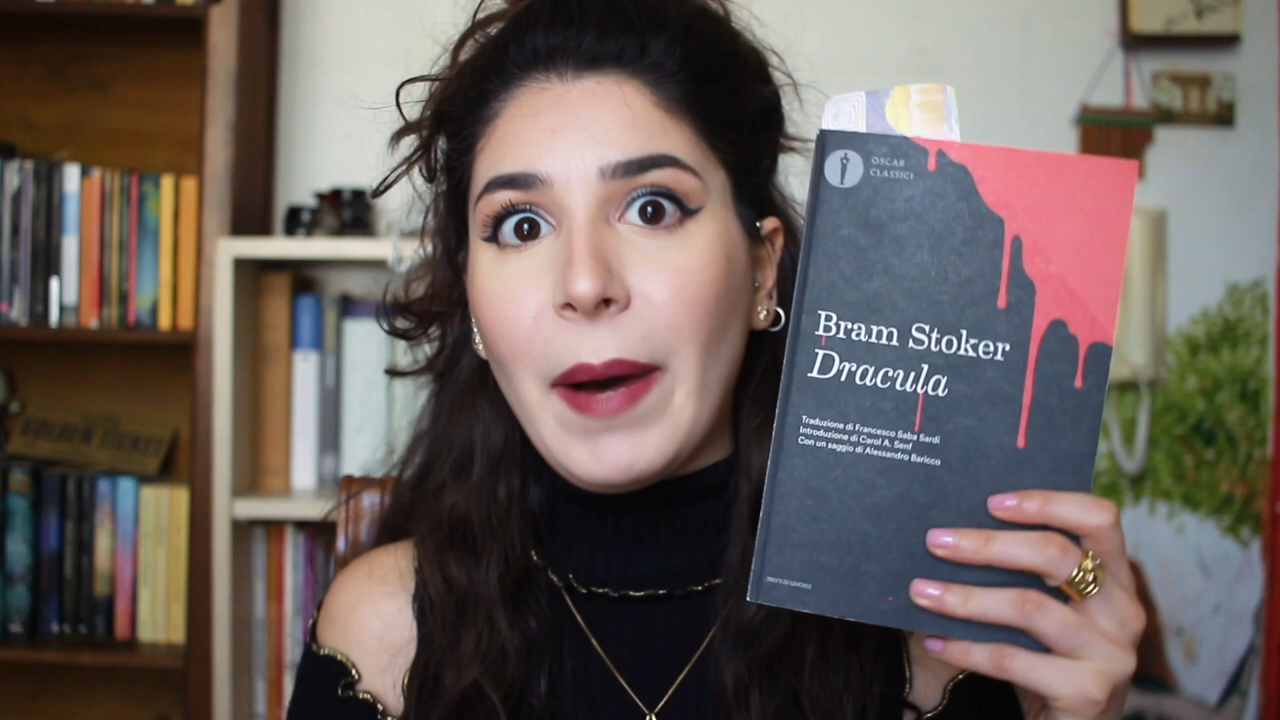 OSCAR
CLASSICI
Bram Stoker
Dracula
Traduzione di Francesco Saba Sardi
Introduzione di Carol A. Senf
Con un saggio di Alessandro Baricco